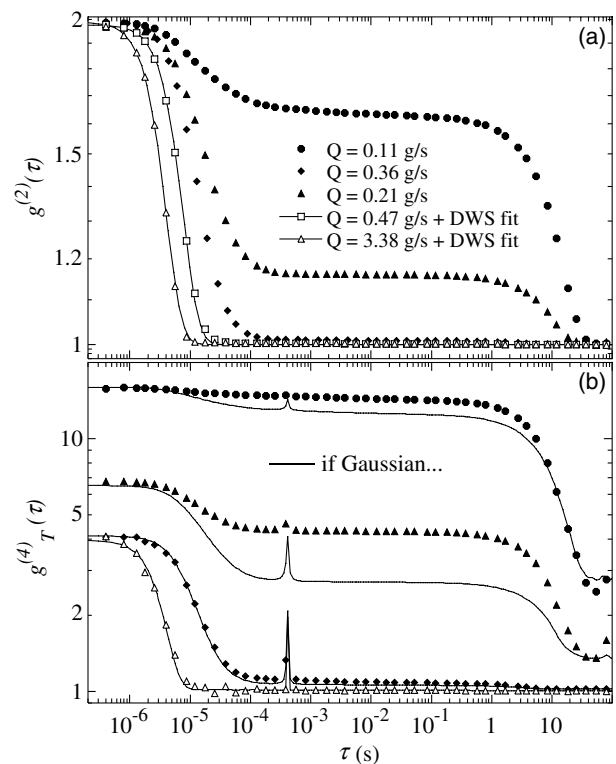 2
(a)
1.5
g⁽²⁾(τ)
Q = 0.11 g/s
Q = 0.36 g/s
Q = 0.21 g/s
Q = 0.47 g/s + DWS fit
Q = 3.38 g/s + DWS fit
1.2
1
(b)
10
if Gaussian...
g⁽⁴⁾_T(τ)
5
2
1
10⁻⁶ 10⁻⁵ 10⁻⁴ 10⁻³ 10⁻² 10⁻¹ 1 10
τ (s)